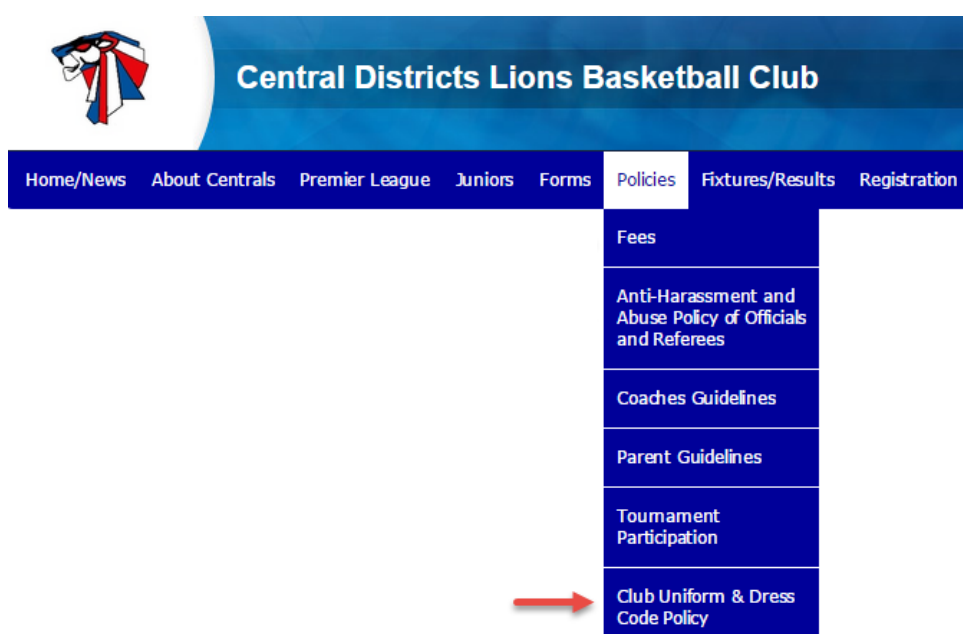 Central Districts Lions Basketball Club
Home/News About Centrals Premier League Juniors Forms Policies Fixtures/Results Registration
Fees
Anti-Harassment and
Abuse Policy of Officials
and Referees
Coaches Guidelines
Parent Guidelines
Tournament
Participation
Club Uniform & Dress
Code Policy